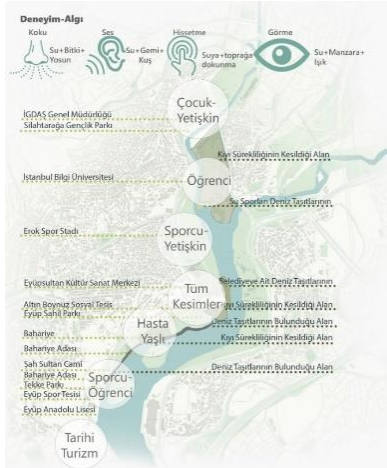 Deneyim-Algı
Koku
Ses
Hissetme
Görme
Su+Bitki+
Yosun
Su+Gemi+
Kuş
Suya+toprağa
dokunma
Su+Manzara+
Işık
Çocuk-
Yetişkin
İGDAŞ Genel Müdürlüğü
Silahtarağa Gençlik Parkı
Kıyı Sürekliliğinin Kesildiği Alan
İstanbul Bilgi Üniversitesi
Öğrenci
Su Sporları Deniz Taşıtlarının
Erok Spor Stadı
Sporcu-
Yetişkin
Eyüpsultan Kültür Sanat Merkezi
Belediyeye Ait Deniz Taşıtlarının
Tüm
Kesimler
Altın Boynuz Sosyal Tesis
Kıyı Sürekliliğinin Kesildiği Alan
Eyüp Sahil Parkı
Deniz Taşıtlarının Bulunduğu Alan
Hasta
Yaşlı
Bahariye
Kıyı Sürekliliğinin Kesildiği Alan
Bahariye Adası
Şah Sultan Cami
Deniz Taşıtlarının Bulunduğu Alan
Bahariye Adası
Tekke Parkı
Sporcu-
Öğrenci
Eyüp Spor Tesisi
Eyüp Anadolu Lisesi
Tarihi
Turizm